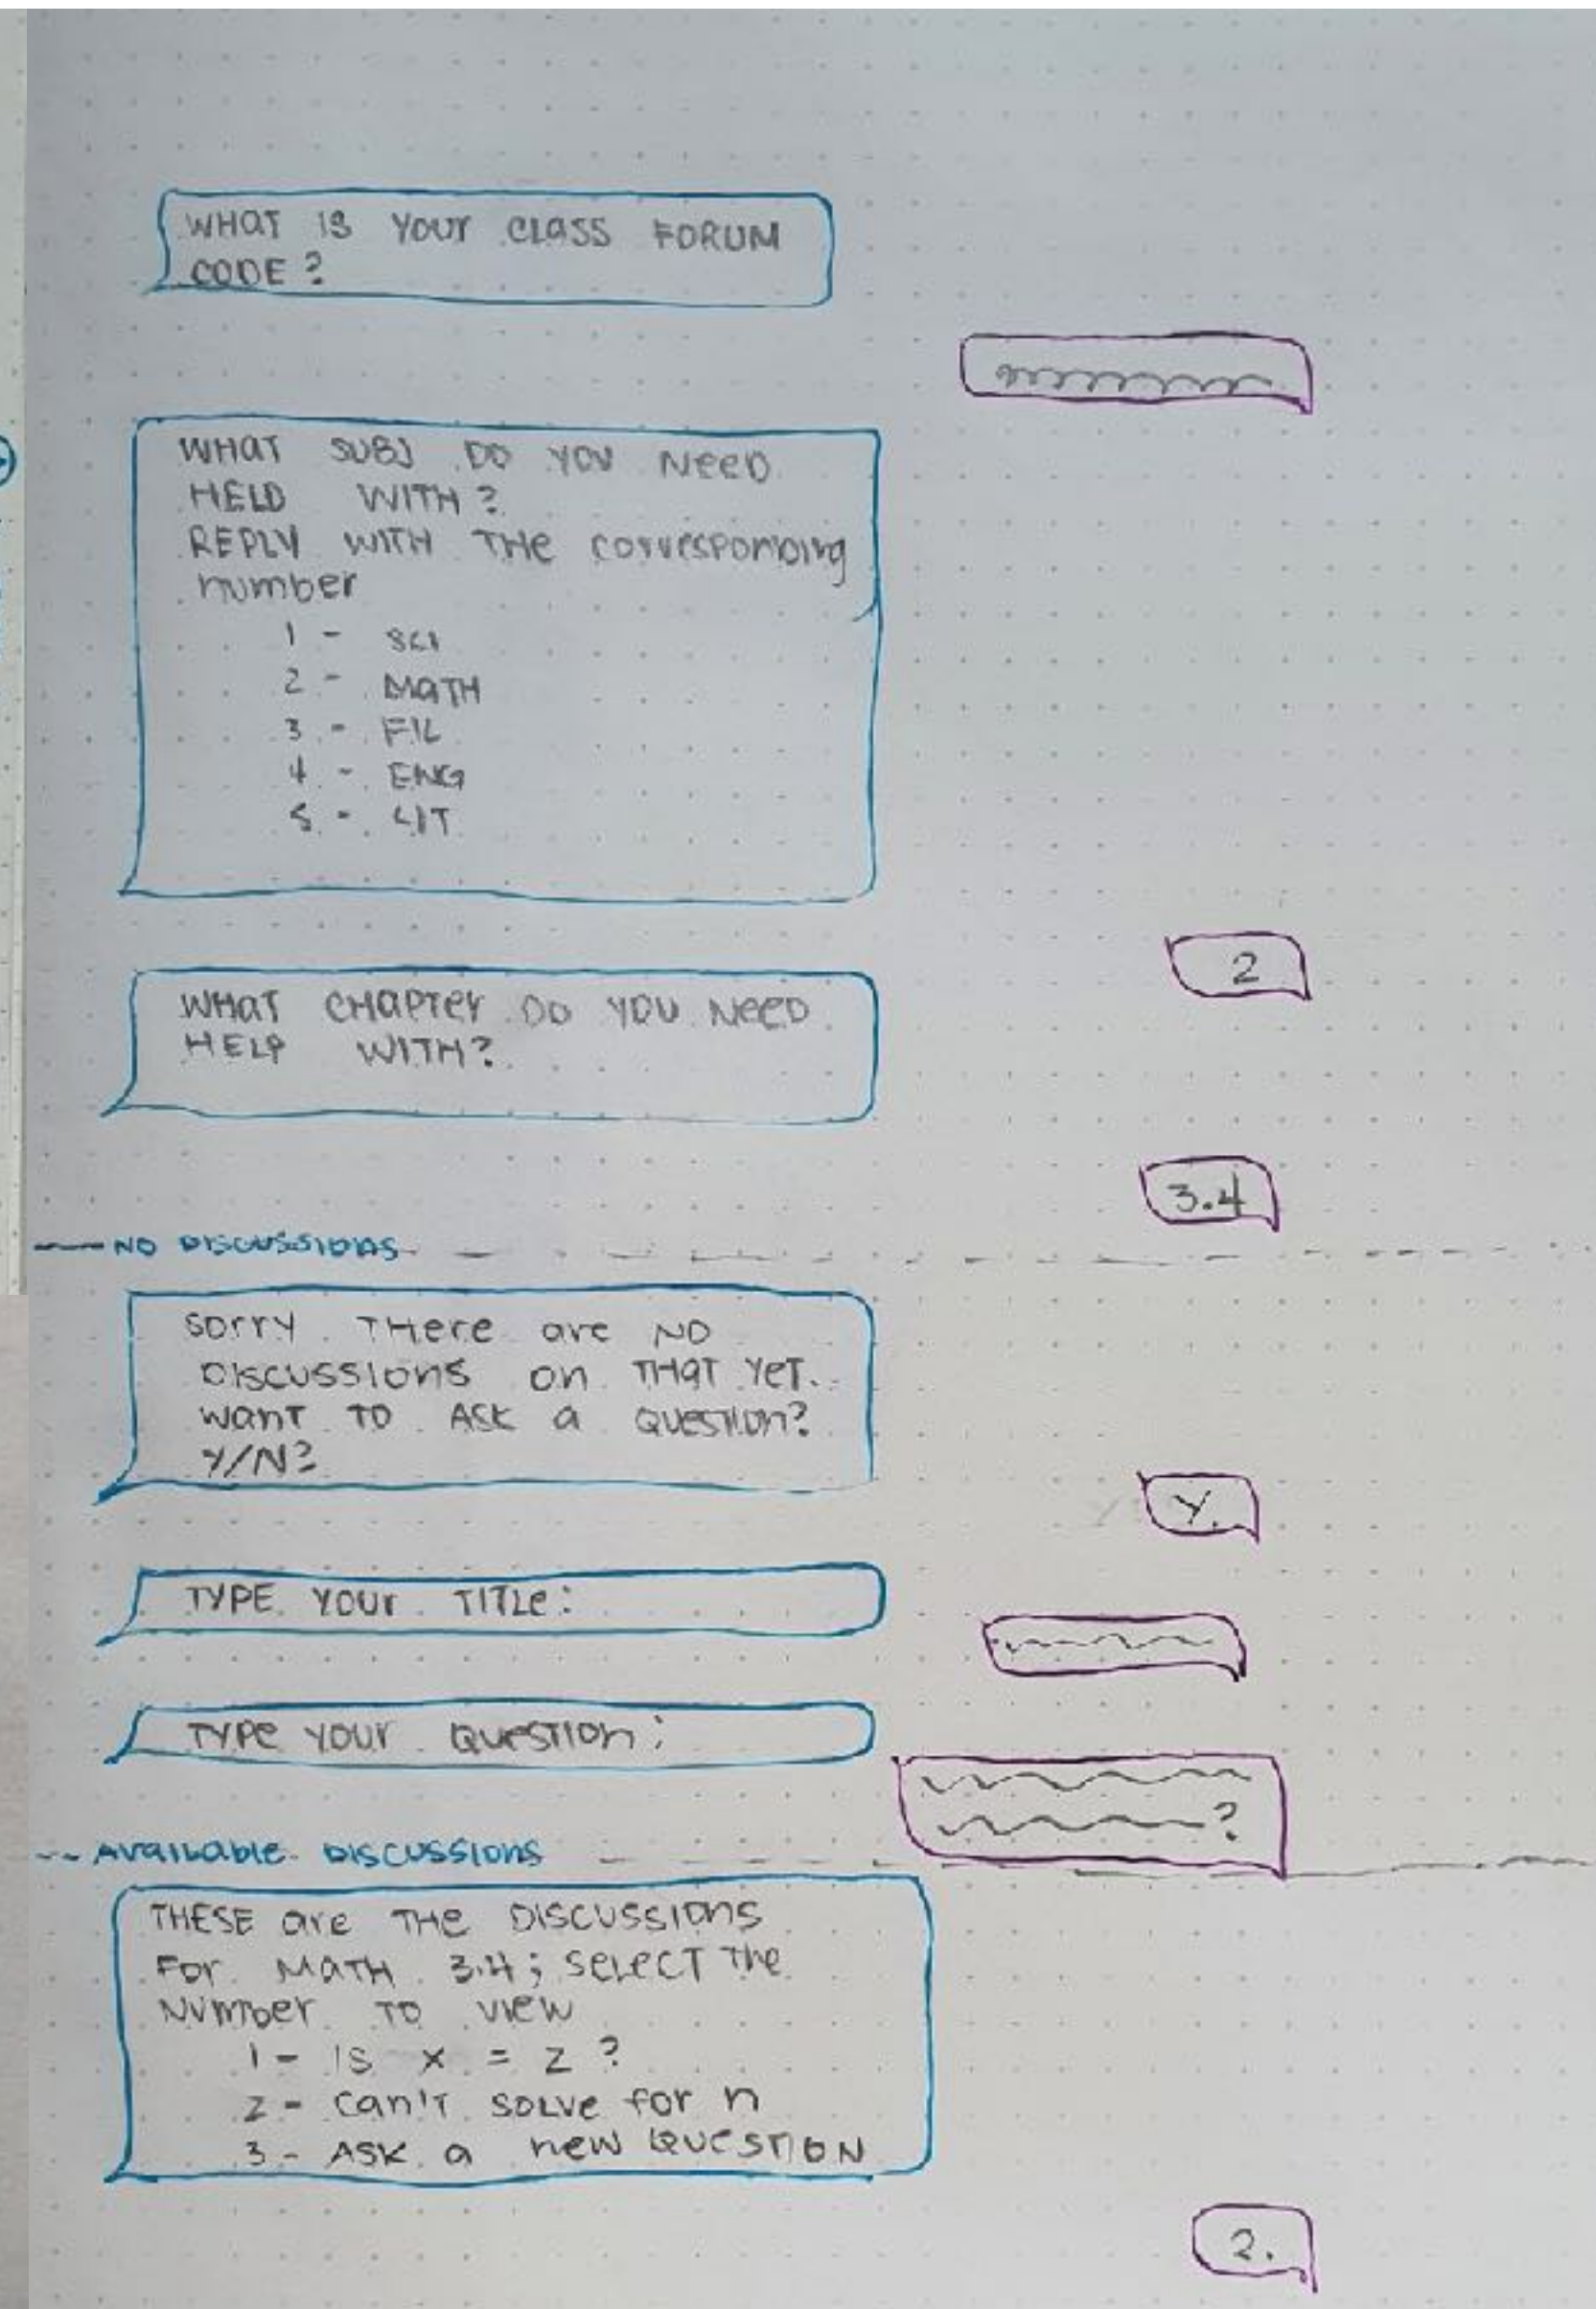 WHAT IS YOUR CLASS FORUM
CODE?
WHAT SUBJ DO YOU NEED
HELD WITH?
REPLY WITH THE corresponding
number
1 - SCI
2 - MATH
3 - FIL
4 - ENG
5 - LIT
2
WHAT CHAPTER DO YOU NEED
HELP WITH?
3.4
NO DISCUSSIONS
SORRY THERE are NO
DISCUSSIONS on THAT YET.
WANT TO ASK a QUESTION?
Y/N?
Y.
TYPE YOUR TITLE:
TYPE YOUR QUESTION:
?
AVAILABLE DISCUSSIONS
THESE are THE DISCUSSIONS
FOR MATH 3.4; SELECT THE
NUMBER TO VIEW
1 - IS X = Z ?
2 - CAN'T SOLVE FOR n
3 - ASK a new QUESTION
2.